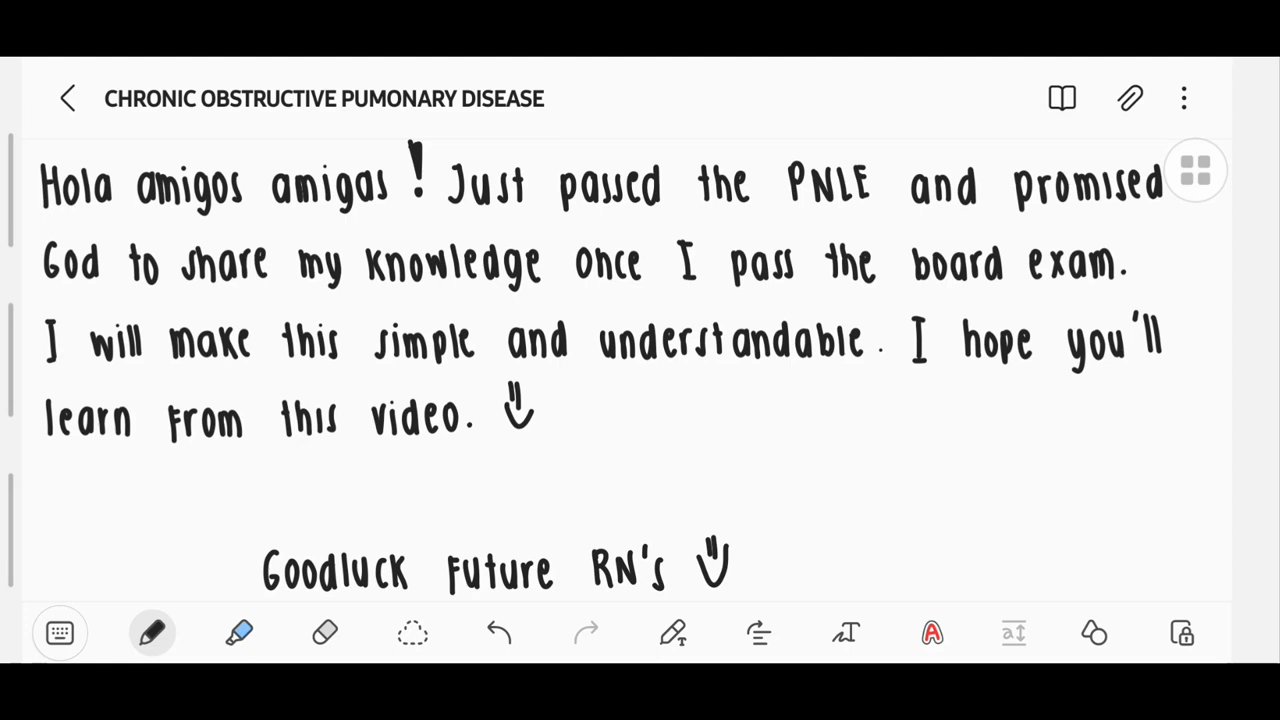 CHRONIC OBSTRUCTIVE PUMONARY DISEASE
Hola amigos amigas ! Just passed the PNLE and promised
God to share my knowledge once I pass the board exam.
I will make this simple and understandable. I hope you'll
learn from this video.
Goodluck Future RN's